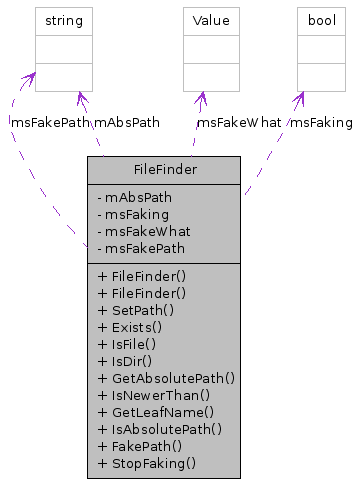 string
Value
bool
msFakePath
mAbsPath
msFakeWhat
msFaking
FileFinder
- mAbsPath
- msFaking
- msFakeWhat
- msFakePath
+ FileFinder()
+ FileFinder()
+ SetPath()
+ Exists()
+ IsFile()
+ IsDir()
+ GetAbsolutePath()
+ IsNewerThan()
+ GetLeafName()
+ IsAbsolutePath()
+ FakePath()
+ StopFaking()